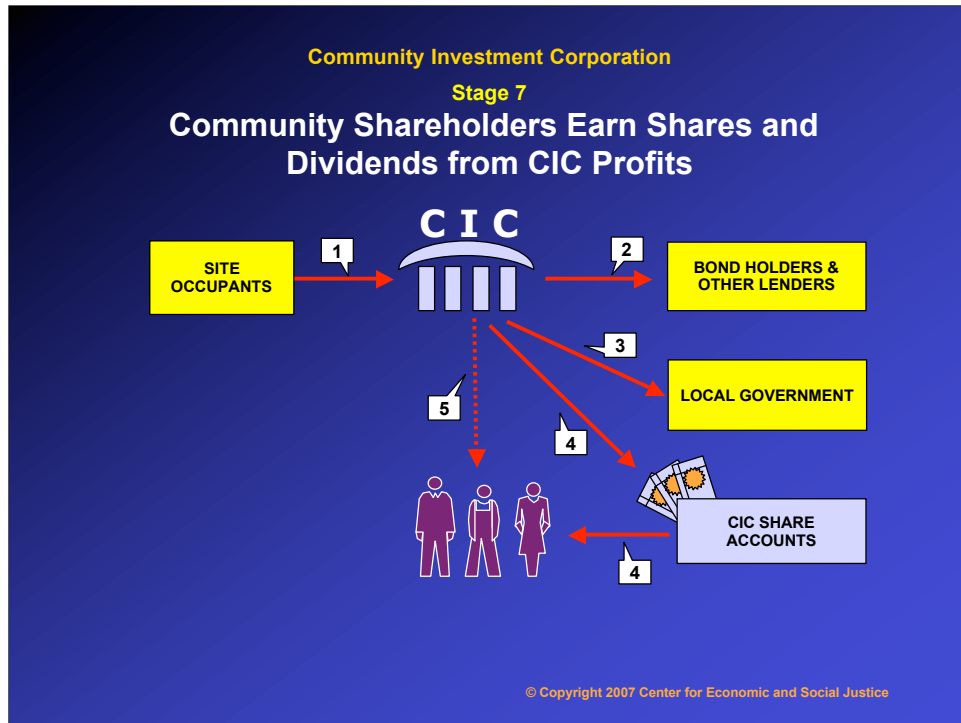 Community Investment Corporation
Stage 7
Community Shareholders Earn Shares and
Dividends from CIC Profits
C I C
1
2
SITE
OCCUPANTS
BOND HOLDERS &
OTHER LENDERS
3
LOCAL GOVERNMENT
5
4
CIC SHARE
ACCOUNTS
4
© Copyright 2007 Center for Economic and Social Justice